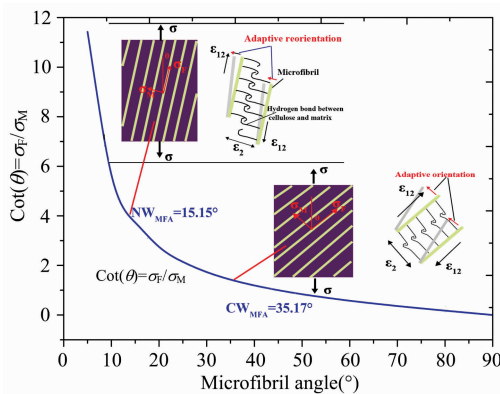 12
10
8
6
4
2
0
Cot(θ)=σF/σM
σ
σ
Adaptive reorientation
ε12
Microfibril
Hydrogen bond between
cellulose and matrix
ε2
ε12
NWMFA=15.15°
σ
σ
Adaptive orientation
ε12
ε2
ε12
Cot(θ)=σF/σM
CWMFA=35.17°
0 10 20 30 40 50 60 70 80 90
Microfibril angle(°)